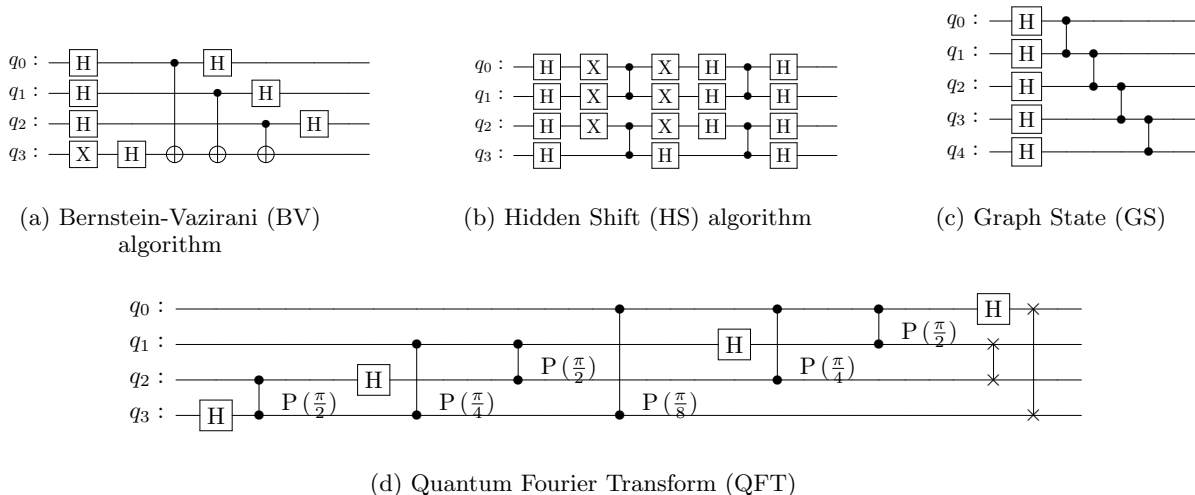 q0 : H H
q1 : H H
q2 : H H
q3 : X H
(a) Bernstein-Vazirani (BV)
algorithm
q0 : H X X H H
q1 : H X X H H
q2 : H X X H H
q3 : H H H
(b) Hidden Shift (HS) algorithm
q0 : H
q1 : H
q2 : H
q3 : H
q4 : H
(c) Graph State (GS)
q0 : H
q1 : H P(π/2)
q2 : H P(π/2) P(π/4)
q3 : H P(π/2) P(π/4) P(π/8)
(d) Quantum Fourier Transform (QFT)